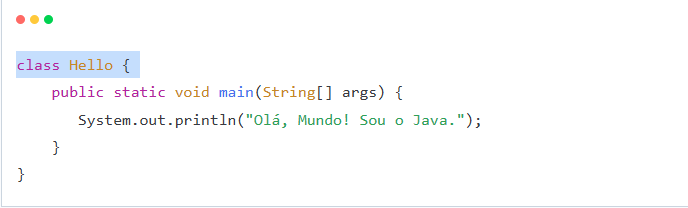 class Hello {
    public static void main(String[] args) {
       System.out.println("Olá, Mundo! Sou o Java.");
    }
}